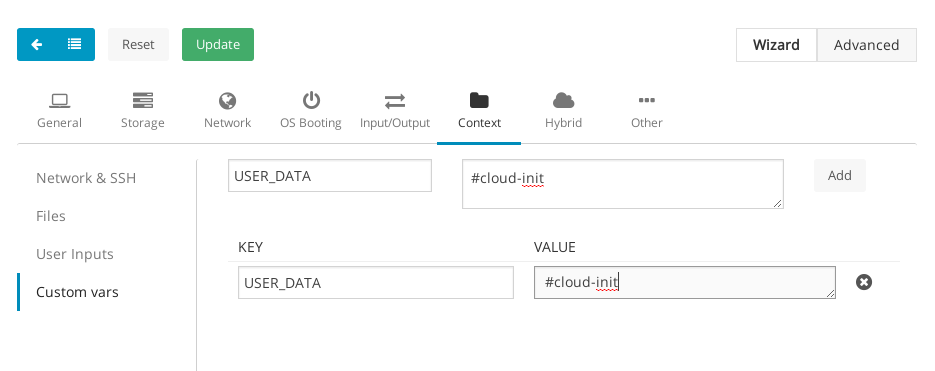 Reset Update Wizard Advanced
General Storage Network OS Booting Input/Output Context Hybrid Other
Network & SSH
Files
User Inputs
Custom vars
USER_DATA #cloud-init Add
KEY VALUE
USER_DATA #cloud-init